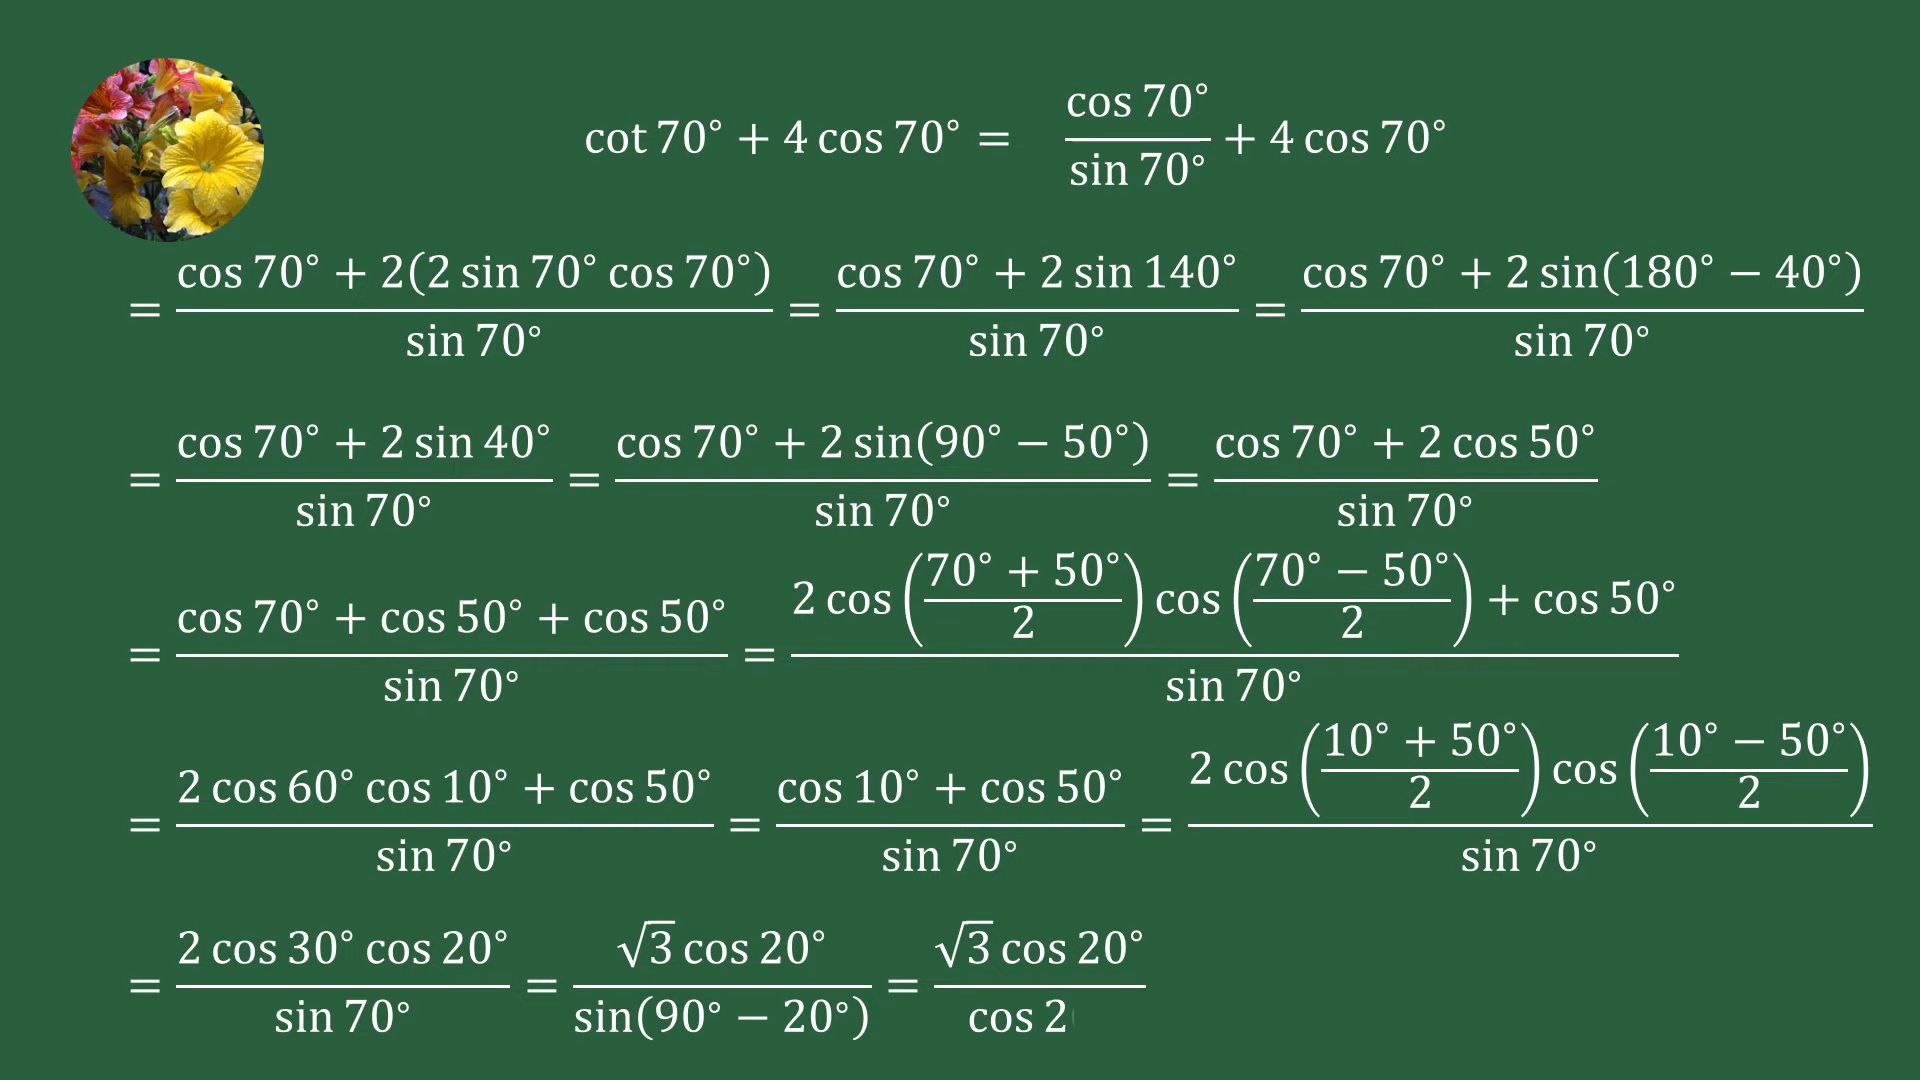 cot 70° + 4 cos 70° = cos 70° / sin 70° + 4 cos 70°
= cos 70° + 2(2 sin 70° cos 70°) / sin 70° = cos 70° + 2 sin 140° / sin 70° = cos 70° + 2 sin(180° − 40°) / sin 70°
= cos 70° + 2 sin 40° / sin 70° = cos 70° + 2 sin(90° − 50°) / sin 70° = cos 70° + 2 cos 50° / sin 70°
= cos 70° + cos 50° + cos 50° / sin 70° = 2 cos (70° + 50° / 2) cos (70° − 50° / 2) + cos 50° / sin 70°
= 2 cos 60° cos 10° + cos 50° / sin 70° = cos 10° + cos 50° / sin 70° = 2 cos (10° + 50° / 2) cos (10° − 50° / 2) / sin 70°
= 2 cos 30° cos 20° / sin 70° = √3 cos 20° / sin(90° − 20°) = √3 cos 20° / cos 2